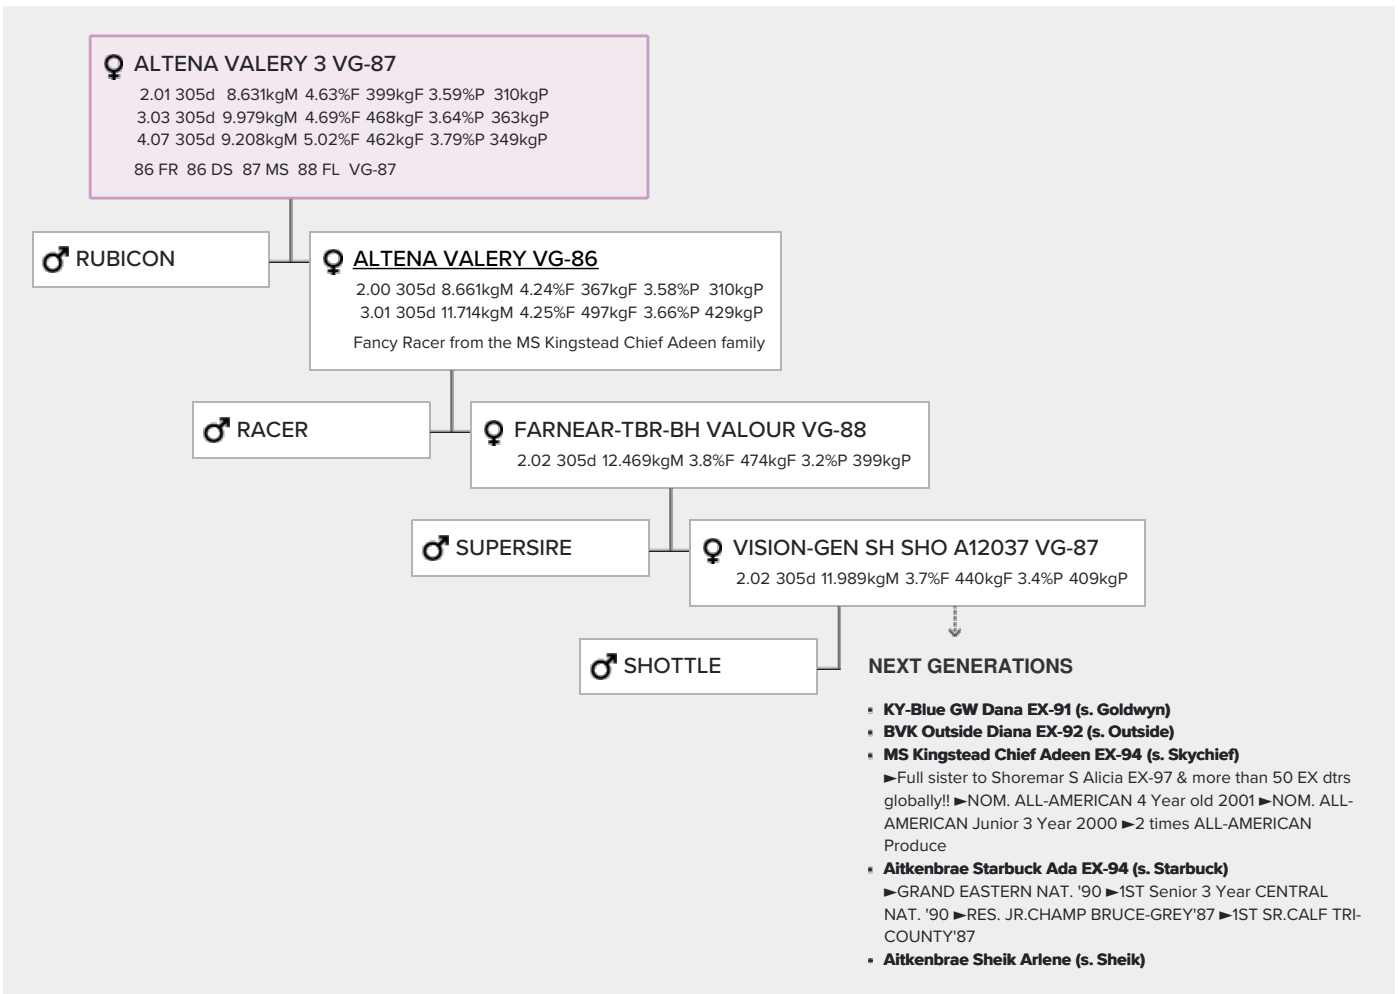 ALTENA VALERY 3 VG-87
2.01 305d 8.631kgM 4.63%F 399kgF 3.59%P 310kgP
3.03 305d 9.979kgM 4.69%F 468kgF 3.64%P 363kgP
4.07 305d 9.208kgM 5.02%F 462kgF 3.79%P 349kgP
86 FR 86 DS 87 MS 88 FL VG-87
RUBICON
ALTENA VALERY VG-86
2.00 305d 8.661kgM 4.24%F 367kgF 3.58%P 310kgP
3.01 305d 11.714kgM 4.25%F 497kgF 3.66%P 429kgP
Fancy Racer from the MS Kingstead Chief Adeen family
RACER
FARNEAR-TBR-BH VALOUR VG-88
2.02 305d 12.469kgM 3.8%F 474kgF 3.2%P 399kgP
SUPERSIRE
VISION-GEN SH SHO A12037 VG-87
2.02 305d 11.989kgM 3.7%F 440kgF 3.4%P 409kgP
SHOTTLE
NEXT GENERATIONS
▪ KY-Blue GW Dana EX-91 (s. Goldwyn)
▪ BVK Outside Diana EX-92 (s. Outside)
▪ MS Kingstead Chief Adeen EX-94 (s. Skychief)
►Full sister to Shoremar S Alicia EX-97 & more than 50 EX dtrs
globally!! ►NOM. ALL-AMERICAN 4 Year old 2001 ►NOM. ALL-
AMERICAN Junior 3 Year 2000 ►2 times ALL-AMERICAN
Produce
▪ Aitkenbrae Starbuck Ada EX-94 (s. Starbuck)
►GRAND EASTERN NAT. '90 ►1ST Senior 3 Year CENTRAL
NAT. '90 ►RES. JR.CHAMP BRUCE-GREY'87 ►1ST SR.CALF TRI-
COUNTY'87
▪ Aitkenbrae Sheik Arlene (s. Sheik)